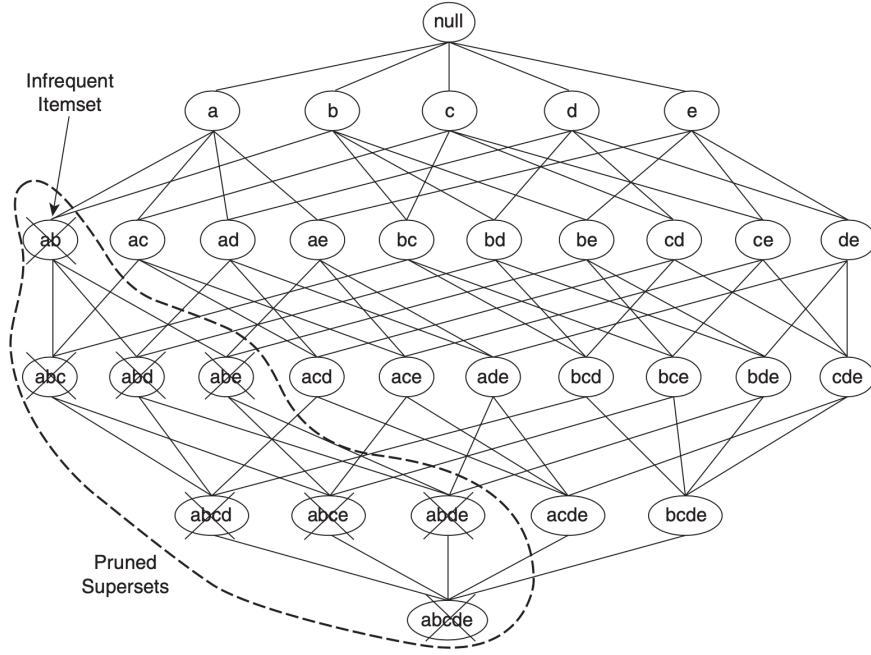 null
Infrequent
Itemset
a
b
c
d
e
ab
ac
ad
ae
bc
bd
be
cd
ce
de
abc
abd
abe
acd
ace
ade
bcd
bce
bde
cde
abcd
abce
abde
acde
bcde
Pruned
Supersets
abcde